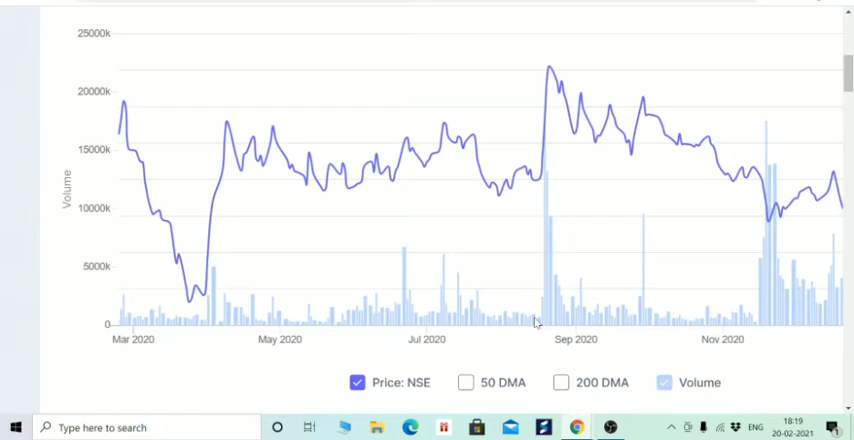 25000k
20000k
15000k
10000k
5000k
0
Volume
Mar 2020
May 2020
Jul 2020
Sep 2020
Nov 2020
Price: NSE
50 DMA
200 DMA
Volume
Type here to search
ENG
18:19
20-02-2021